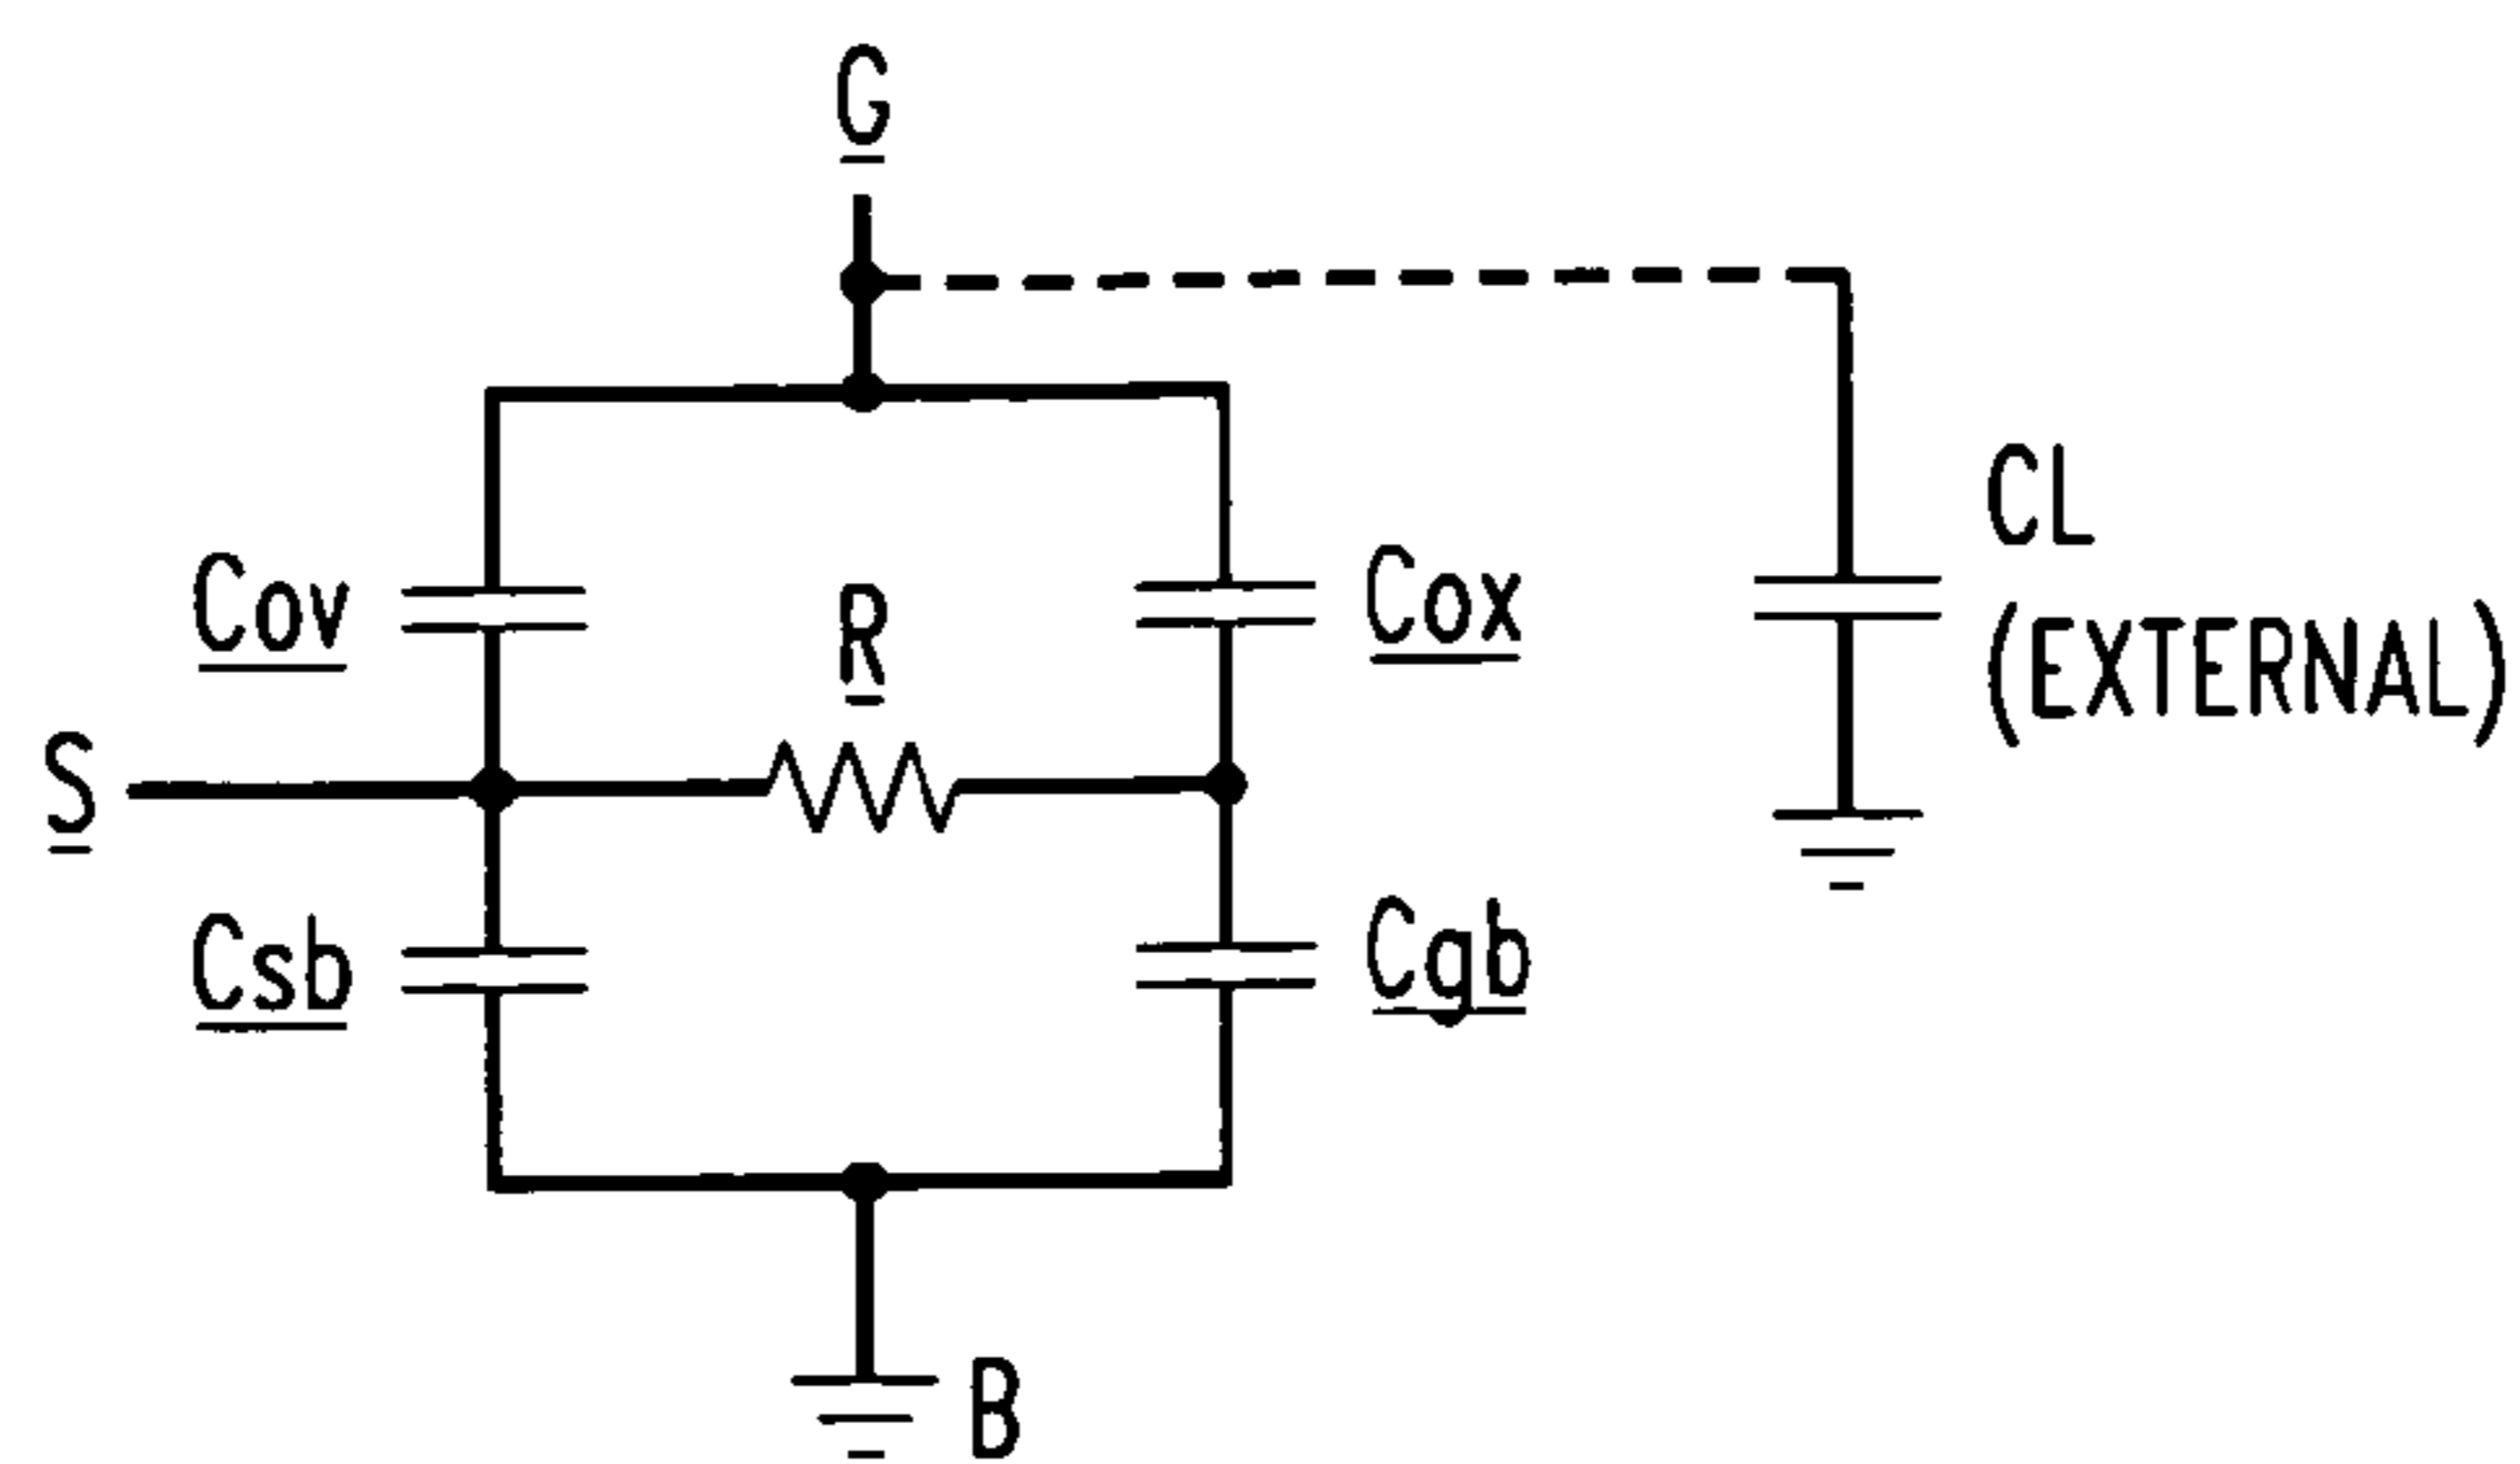 G
CL
(EXTERNAL)
Cov
R
Cox
S
Csb
Cgb
B